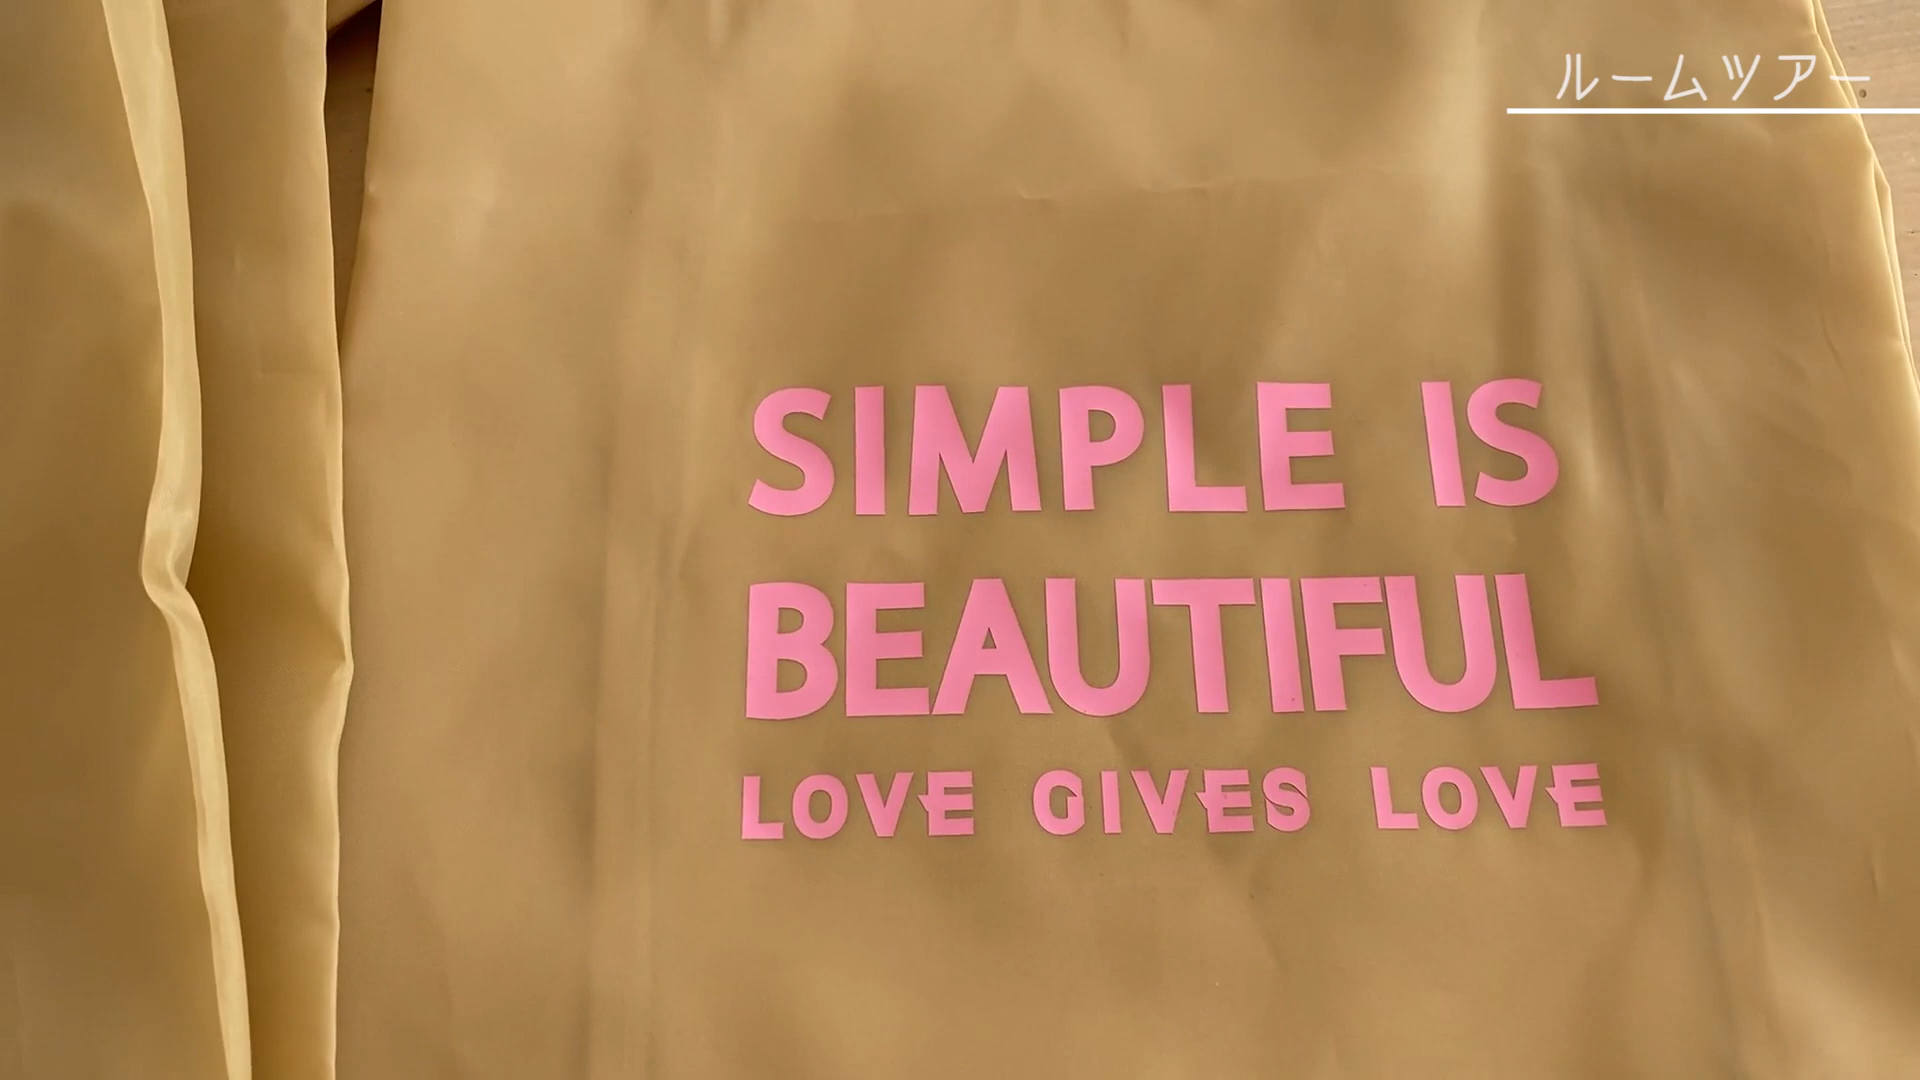 ルームツアー
SIMPLE IS
BEAUTIFUL
LOVE GIVES LOVE